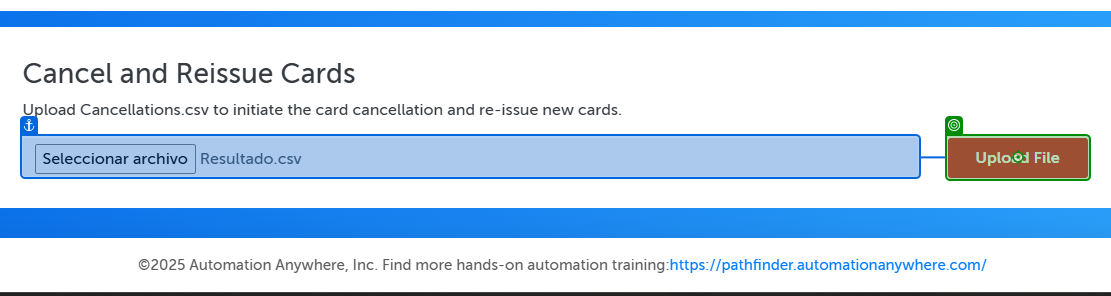 Cancel and Reissue Cards
Upload Cancellations.csv to initiate the card cancellation and re-issue new cards.
Seleccionar archivo Resultado.csv
Upload File
©2025 Automation Anywhere, Inc. Find more hands-on automation training:https://pathfinder.automationanywhere.com/